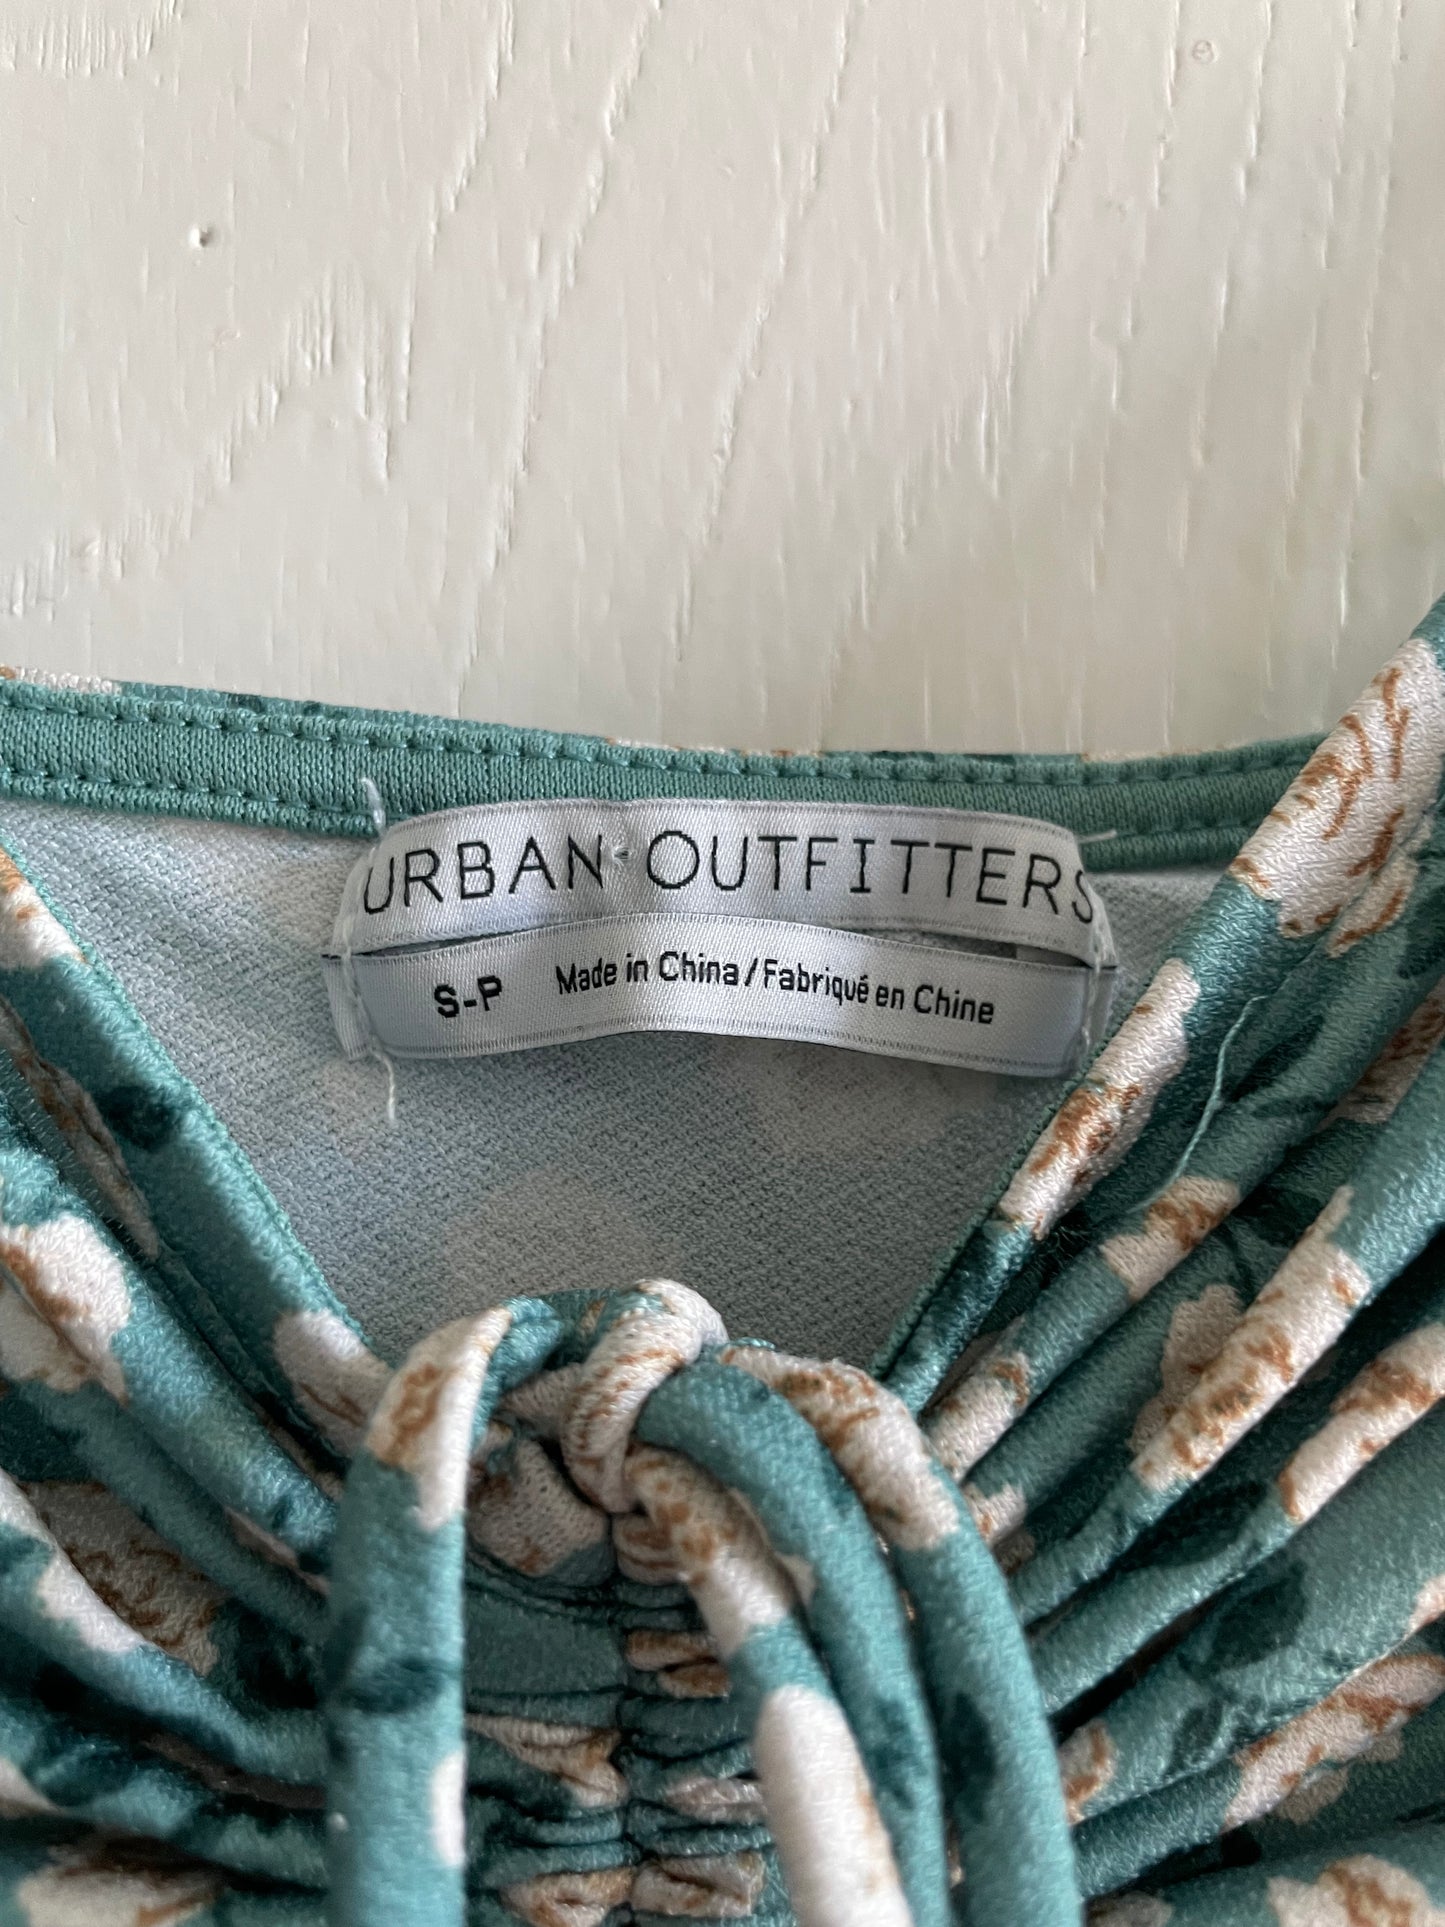 URBAN OUTFITTERS
S-P Made in China/Fabriqué en Chine